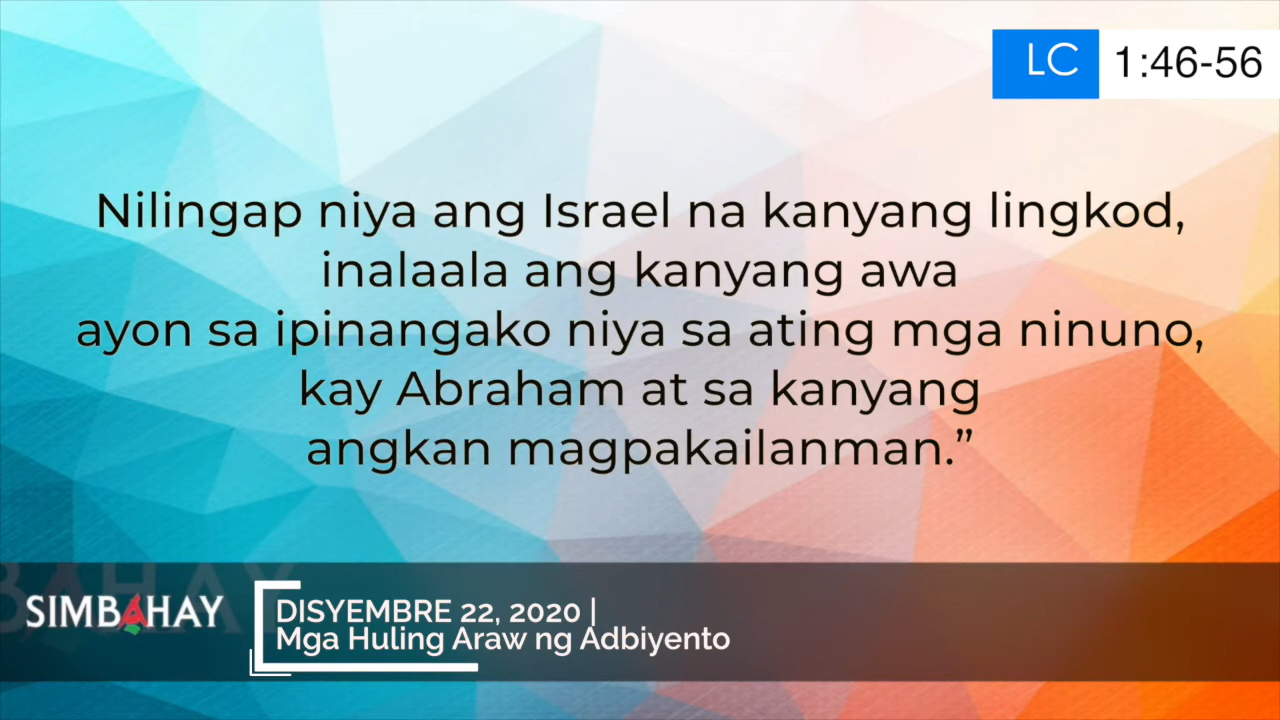 LC 1:46-56
Nilingap niya ang Israel na kanyang lingkod,
inalaala ang kanyang awa
ayon sa ipinangako niya sa ating mga ninuno,
kay Abraham at sa kanyang
angkan magpakailanman.”
SIMBAHAY
DISYEMBRE 22, 2020 |
Mga Huling Araw ng Adbiyento